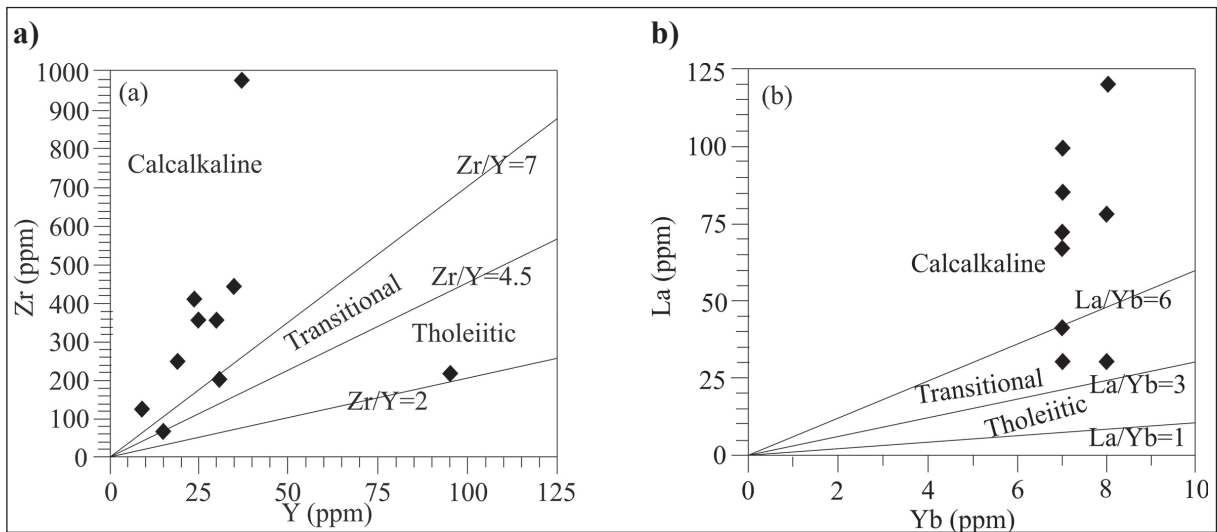 a)
(a)
1000
900
800
700
600
500
400
300
200
100
0
Zr (ppm)
Calcalkaline
Zr/Y=7
Zr/Y=4.5
Transitional
Tholeiitic
Zr/Y=2
0 25 50 75 100 125
Y (ppm)
b)
(b)
125
100
75
50
25
0
La (ppm)
Calcalkaline
La/Yb=6
Transitional
La/Yb=3
Tholeiitic
La/Yb=1
0 2 4 6 8 10
Yb (ppm)